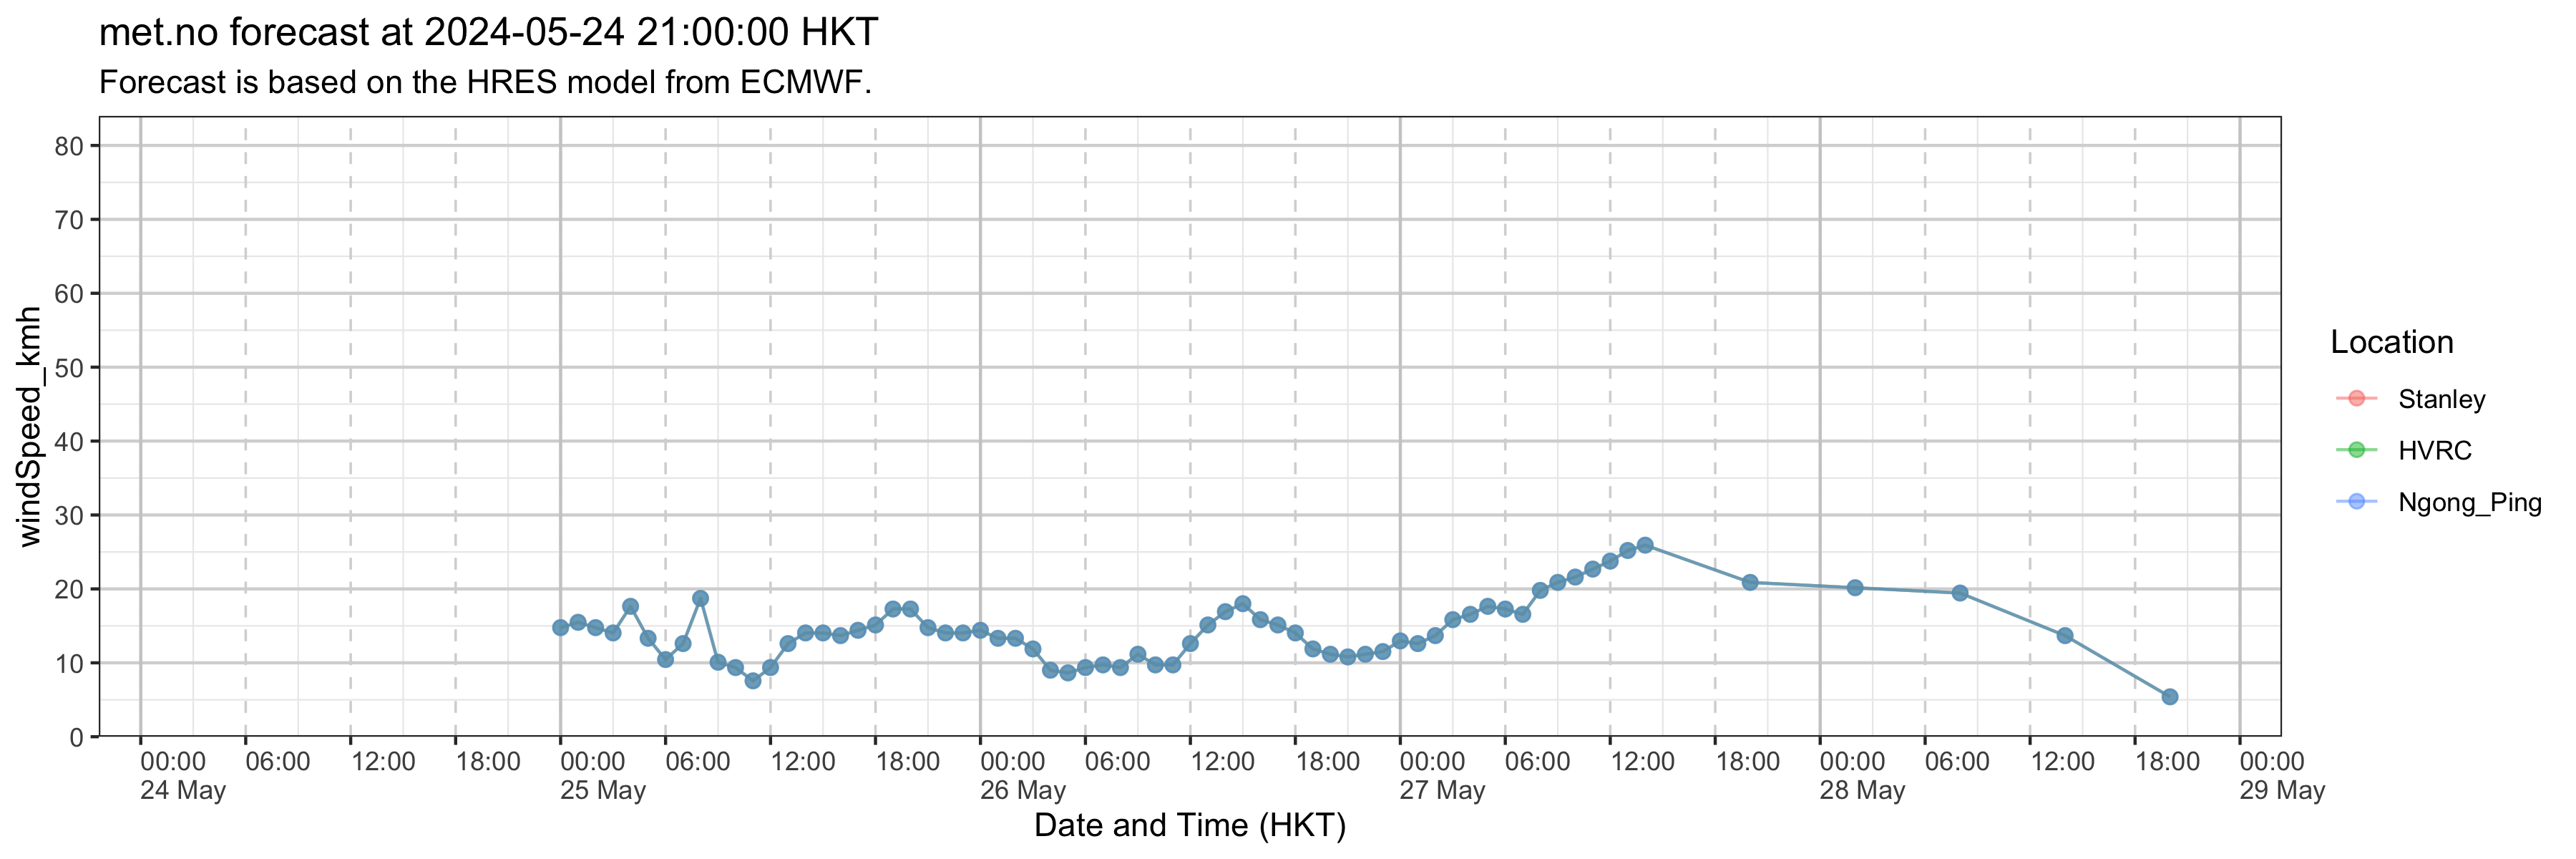 met.no forecast at 2024-05-24 21:00:00 HKT
Forecast is based on the HRES model from ECMWF.
windSpeed_kmh
80
70
60
50
40
30
20
10
0
00:00 06:00 12:00 18:00 00:00 06:00 12:00 18:00 00:00 06:00 12:00 18:00 00:00 06:00 12:00 18:00 00:00 06:00 12:00 18:00 00:00
24 May 25 May 26 May 27 May 28 May 29 May
Date and Time (HKT)
Location
Stanley
HVRC
Ngong_Ping